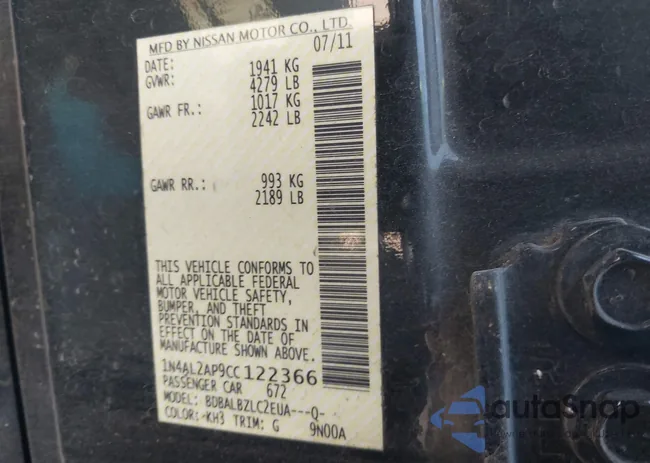 MFD BY NISSAN MOTOR CO., LTD.
DATE: 07/11
GVWR: 1941 KG
4279 LB
GAWR FR.: 1017 KG
2242 LB
GAWR RR.: 993 KG
2189 LB
THIS VEHICLE CONFORMS TO
ALL APPLICABLE FEDERAL
MOTOR VEHICLE SAFETY,
BUMPER, AND THEFT
PREVENTION STANDARDS IN
EFFECT ON THE DATE OF
MANUFACTURE SHOWN ABOVE.
1N4AL2AP9CC122366
PASSENGER CAR 672
MODEL: BDBALBZLC2EUA---Q-
COLOR:-KH3 TRIM: G 9N00A
autoSnap
www.autosnap.com